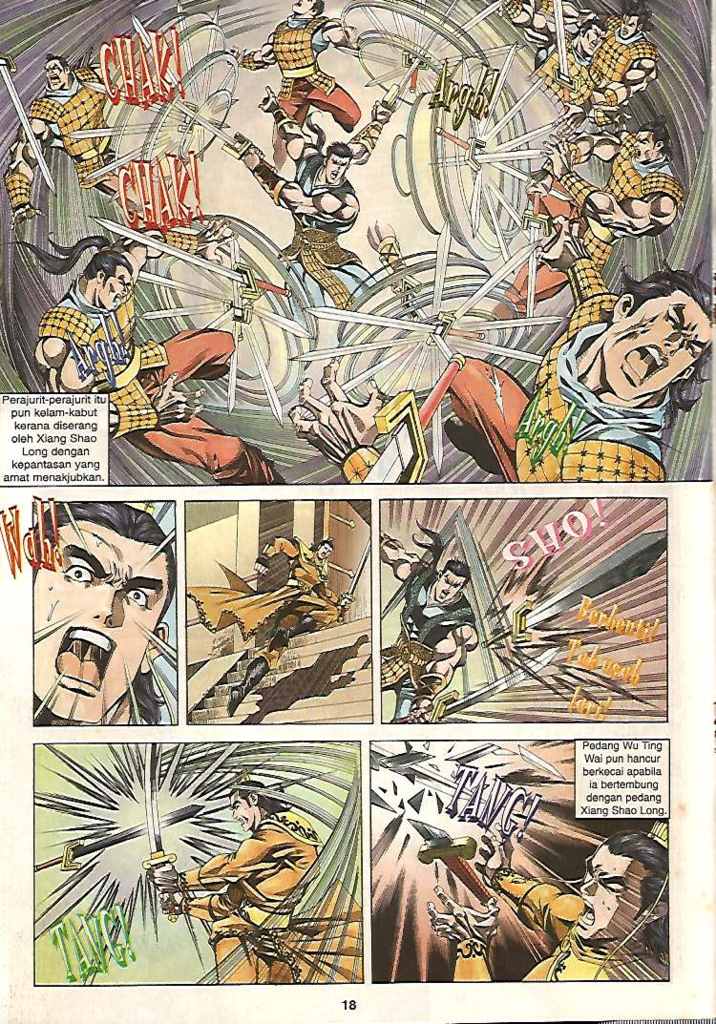 CHAK!
Argh!
CHAK!
Argh!
Argh!
Perajurit-perajurit itu
pun kelam-kabut
kerana diserang
oleh Xiang Shao
Long dengan
kepantasan yang
amat menakjubkan.
Wah!
SHO!
Berhenti!
Tak usah
lari!
TANG!
TANG!
Pedang Wu Ting
Wai pun hancur
berkecai apabila
ia bertembung
dengan pedang
Xiang Shao Long.
18